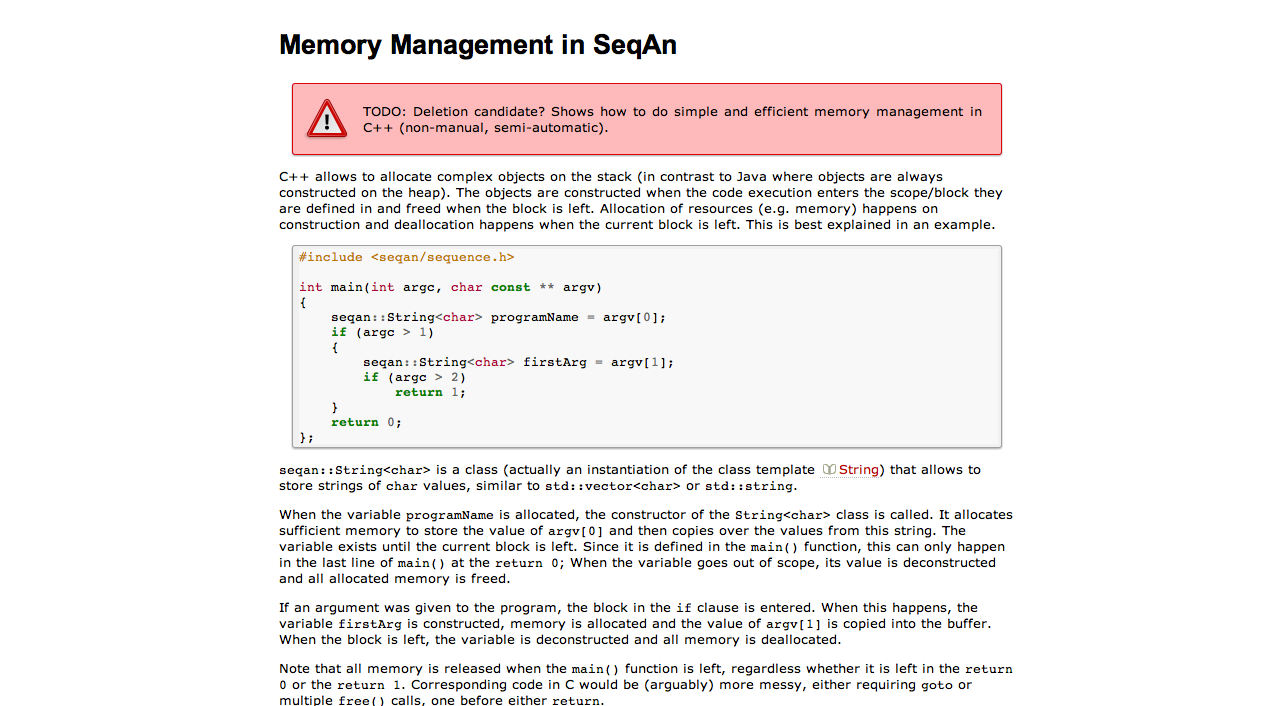 Memory Management in SeqAn
TODO: Deletion candidate? Shows how to do simple and efficient memory management in
C++ (non-manual, semi-automatic).
C++ allows to allocate complex objects on the stack (in contrast to Java where objects are always
constructed on the heap). The objects are constructed when the code execution enters the scope/block they
are defined in and freed when the block is left. Allocation of resources (e.g. memory) happens on
construction and deallocation happens when the current block is left. This is best explained in an example.
#include <seqan/sequence.h>
int main(int argc, char const ** argv)
{
    seqan::String<char> programName = argv[0];
    if (argc > 1)
    {
        seqan::String<char> firstArg = argv[1];
        if (argc > 2)
            return 1;
    }
    return 0;
};
seqan::String<char> is a class (actually an instantiation of the class template String) that allows to
store strings of char values, similar to std::vector<char> or std::string.
When the variable programName is allocated, the constructor of the String<char> class is called. It allocates
sufficient memory to store the value of argv[0] and then copies over the values from this string. The
variable exists until the current block is left. Since it is defined in the main() function, this can only happen
in the last line of main() at the return 0; When the variable goes out of scope, its value is deconstructed
and all allocated memory is freed.
If an argument was given to the program, the block in the if clause is entered. When this happens, the
variable firstArg is constructed, memory is allocated and the value of argv[1] is copied into the buffer.
When the block is left, the variable is deconstructed and all memory is deallocated.
Note that all memory is released when the main() function is left, regardless whether it is left in the return
0 or the return 1. Corresponding code in C would be (arguably) more messy, either requiring goto or
multiple free() calls, one before either return.